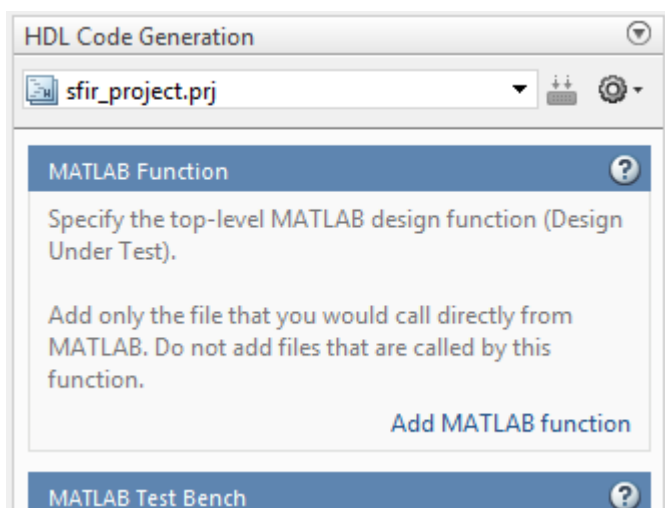 HDL Code Generation
sfir_project.prj
MATLAB Function
Specify the top-level MATLAB design function (Design
Under Test).
Add only the file that you would call directly from
MATLAB. Do not add files that are called by this
function.
Add MATLAB function
MATLAB Test Bench